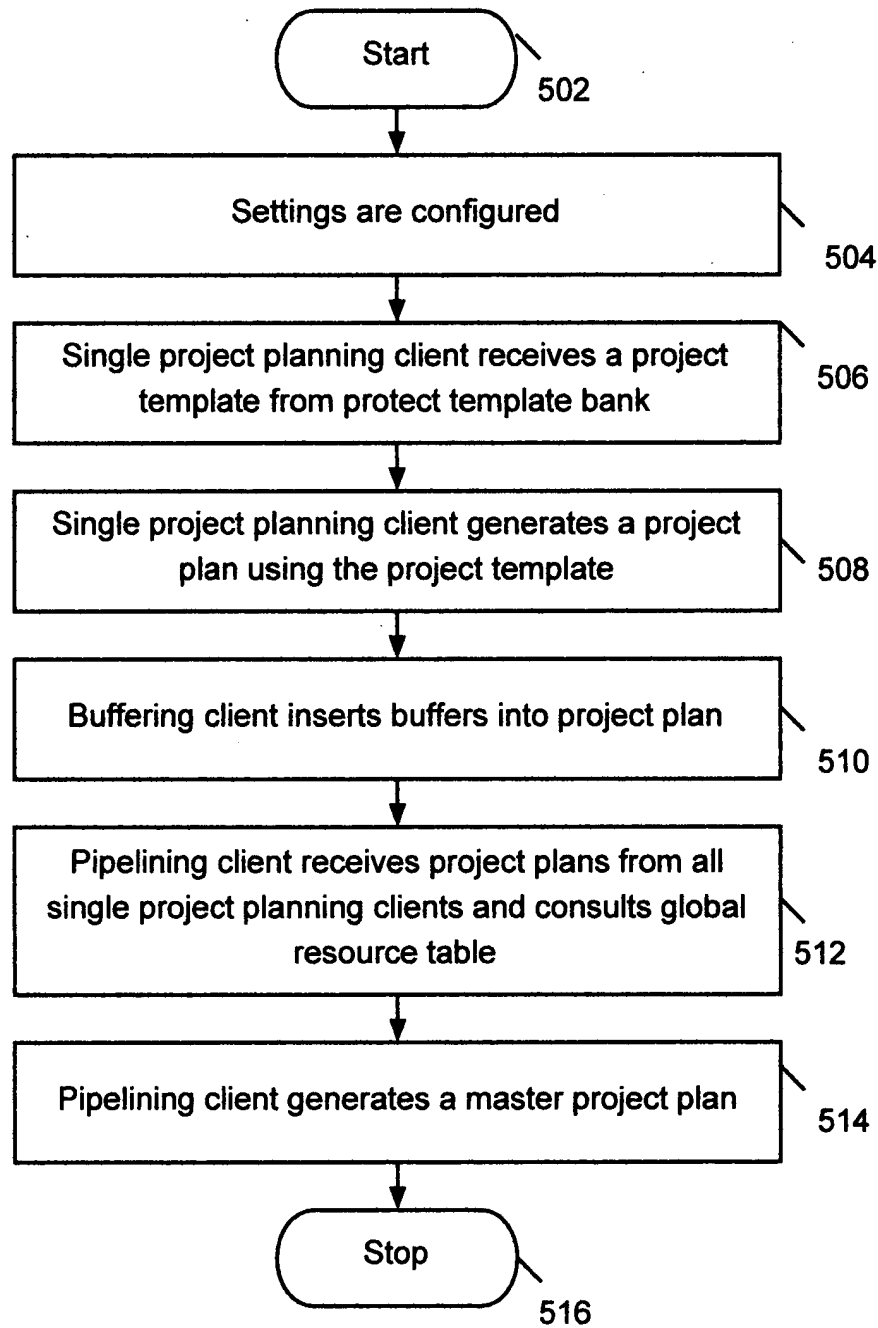 Start
502
Settings are configured
504
Single project planning client receives a project
template from protect template bank
506
Single project planning client generates a project
plan using the project template
508
Buffering client inserts buffers into project plan
510
Pipelining client receives project plans from all
single project planning clients and consults global
resource table
512
Pipelining client generates a master project plan
514
Stop
516